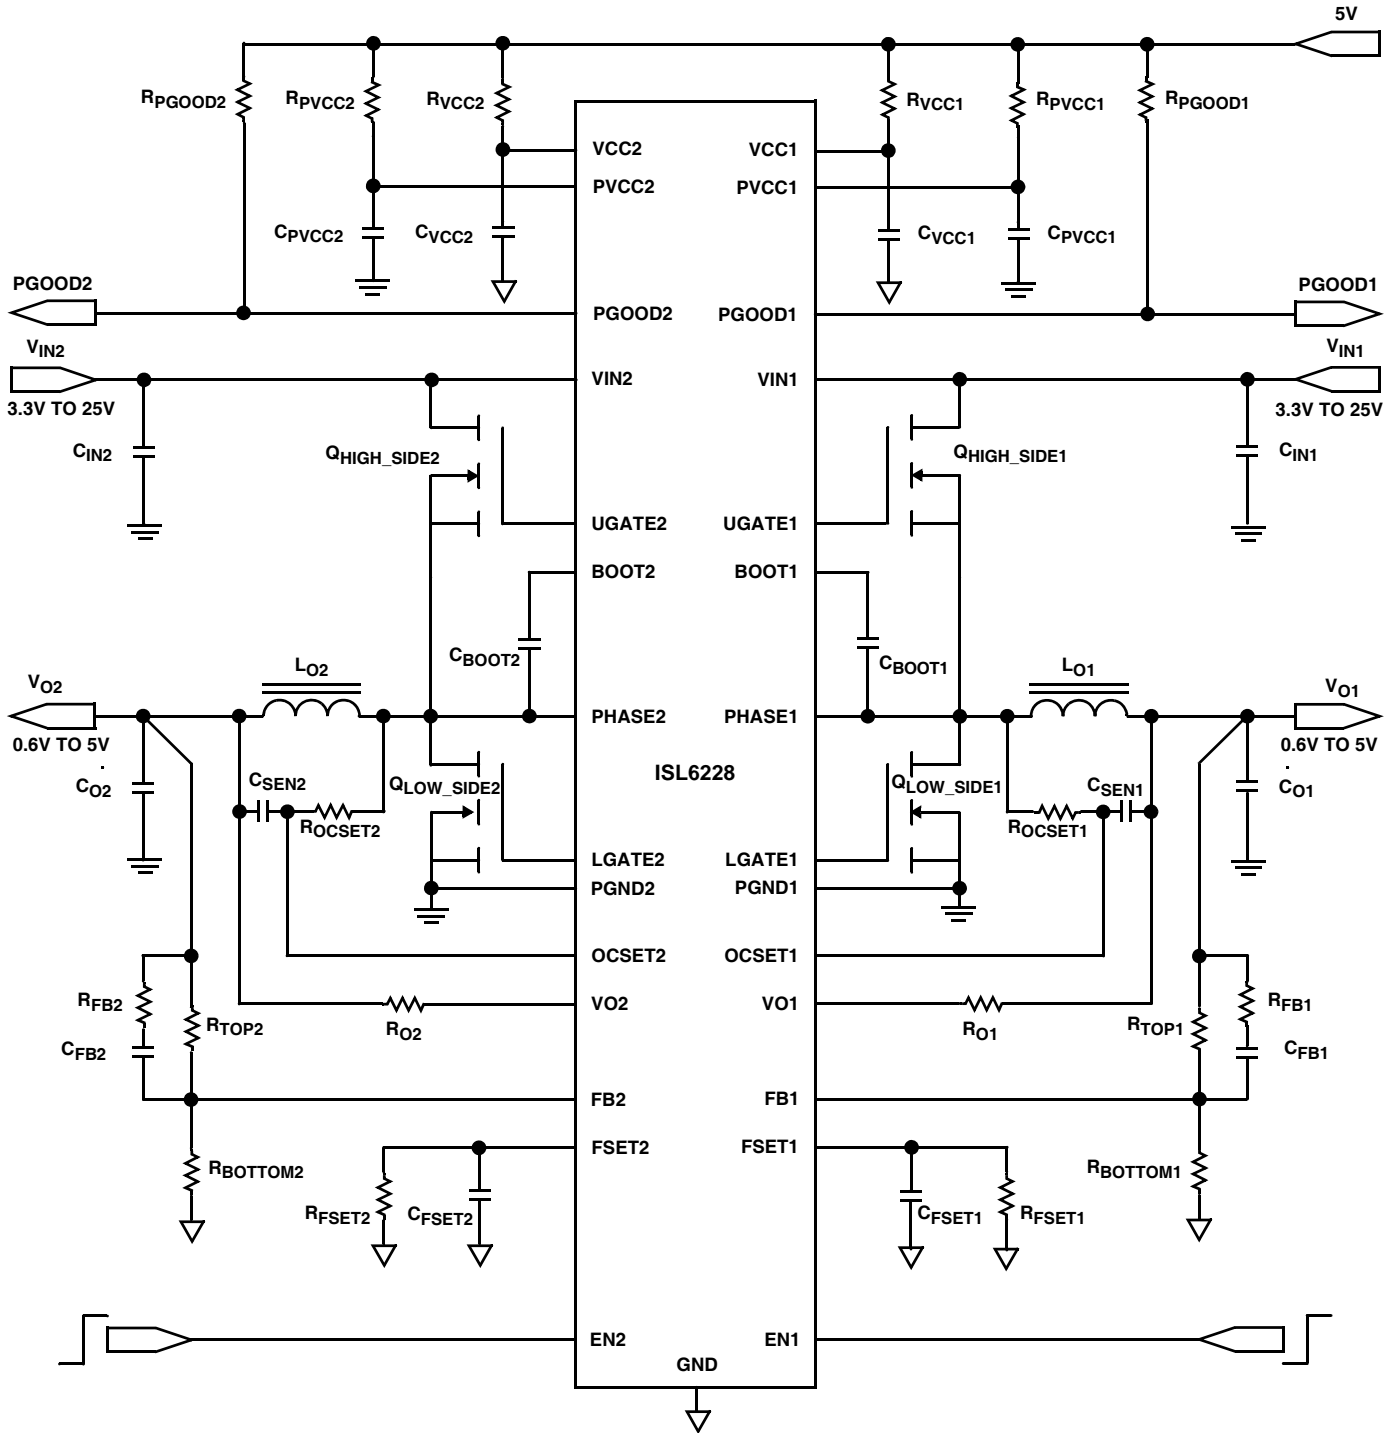 5V
RPGOOD2
RPVCC2
RVCC2
RVCC1
RPVCC1
RPGOOD1
VCC2
VCC1
PVCC2
PVCC1
CPVCC2
CVCC2
CVCC1
CPVCC1
PGOOD2
PGOOD1
PGOOD2
PGOOD1
VIN2
VIN1
VIN2
VIN1
3.3V TO 25V
3.3V TO 25V
CIN2
QHIGH_SIDE2
QHIGH_SIDE1
CIN1
UGATE2
UGATE1
BOOT2
BOOT1
CBOOT2
CBOOT1
LO2
LO1
VO2
VO1
PHASE2
PHASE1
0.6V TO 5V
0.6V TO 5V
ISL6228
CO2
CSEN2
QLOW_SIDE2
QLOW_SIDE1
CSEN1
CO1
ROCSET2
ROCSET1
LGATE2
LGATE1
PGND2
PGND1
OCSET2
OCSET1
RFB2
RFB1
VO2
VO1
RTOP2
RO2
RO1
RTOP1
CFB2
CFB1
FB2
FB1
FSET2
FSET1
RBOTTOM2
RBOTTOM1
RFSET2
CFSET2
CFSET1
RFSET1
EN2
EN1
GND